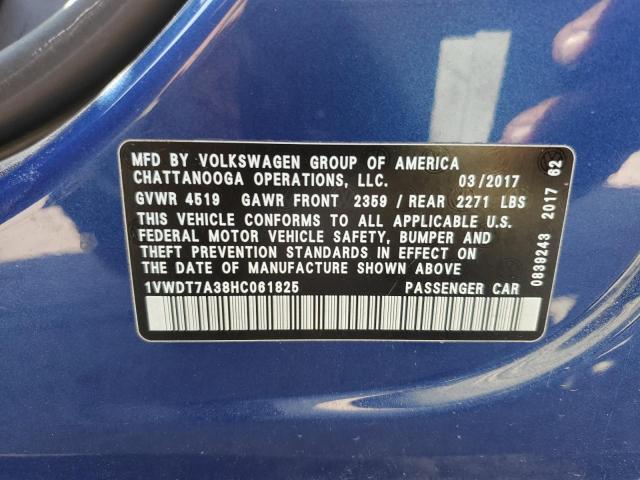 MFD BY VOLKSWAGEN GROUP OF AMERICA
CHATTANOOGA OPERATIONS, LLC. 03/2017
GVWR 4519 GAWR FRONT 2359 / REAR 2271 LBS
THIS VEHICLE CONFORMS TO ALL APPLICABLE U.S.
FEDERAL MOTOR VEHICLE SAFETY, BUMPER AND
THEFT PREVENTION STANDARDS IN EFFECT ON
THE DATE OF MANUFACTURE SHOWN ABOVE
1VWDT7A38HC061825 PASSENGER CAR
0839243 2017 62